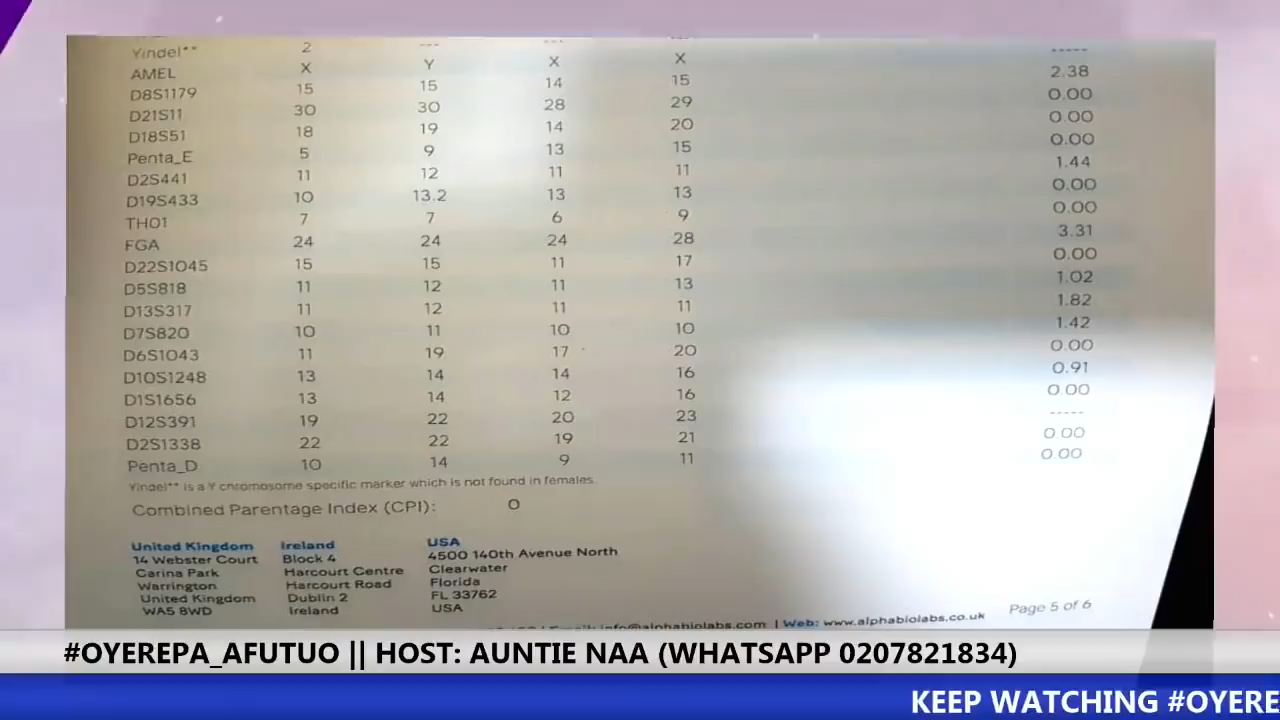 Yindel** 2 --- --- -----
AMEL X Y X X 2.38
D8S1179 15 15 14 15 0.00
D21S11 30 30 28 29 0.00
D18S51 18 19 14 20 0.00
Penta_E 5 9 13 15 1.44
D2S441 11 12 11 11 0.00
D19S433 10 13.2 13 13 0.00
TH01 7 7 6 9 3.31
FGA 24 24 24 28 0.00
D22S1045 15 15 11 17 1.02
D5S818 11 12 11 13 1.82
D13S317 11 12 11 11 1.42
D7S820 10 11 10 10 0.00
D6S1043 11 19 17 20 0.91
D10S1248 13 14 14 16 0.00
D1S1656 13 14 12 16 -----
D12S391 19 22 20 23 0.00
D2S1338 22 22 19 21 0.00
Penta_D 10 14 9 11
Yindel** is a Y chromosome specific marker which is not found in females.
Combined Parentage Index (CPI): 0
United Kingdom Ireland USA
14 Webster Court Block 4 4500 140th Avenue North
Carina Park Harcourt Centre Clearwater
Warrington Harcourt Road Florida
United Kingdom Dublin 2 FL 33762
WA5 8WD Ireland USA
Email: info@alphabiolabs.com | Web: www.alphabiolabs.co.uk Page 5 of 6
#OYEREPA_AFUTUO || HOST: AUNTIE NAA (WHATSAPP 0207821834)
KEEP WATCHING #OYERE